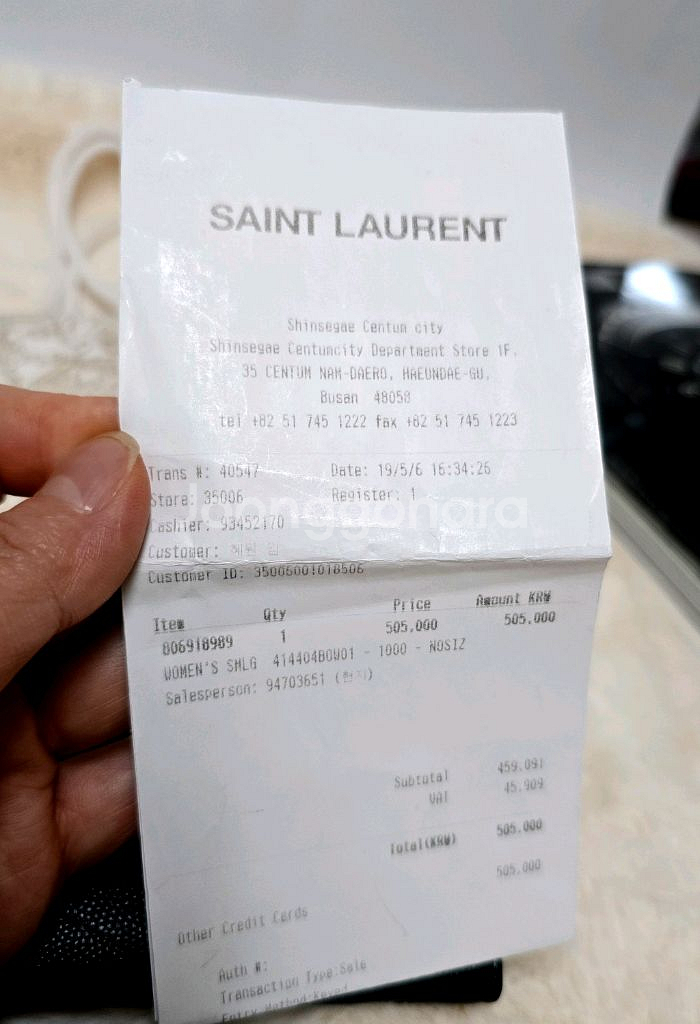 SAINT LAURENT
Shinsegae Centum city
Shinsegae Centumcity Department Store 1F.
35 CENTUM NAM-DAERO, HAEUNDAE-GU,
Busan 48058
tel +82 51 745 1222 fax +82 51 745 1223
Trans #: 40547 Date: 19/5/6 16:34:26
Store: 35006 Register: 1
Joonggonara
Cashier: 93452170
Customer:
Customer ID: 35006001018506
Item Qty Price Amount KRW
806918989 1 505,000 505,000
WOMEN'S SMLG 414404B0W01 - 1000 - NOSIZ
Salesperson: 94703651
Subtotal 459.091
VAT 45.909
Total(KRW) 505.000
505.000
Other Credit Cards
Auth #:
Transaction Type:Sale
Entry Method:Keyed